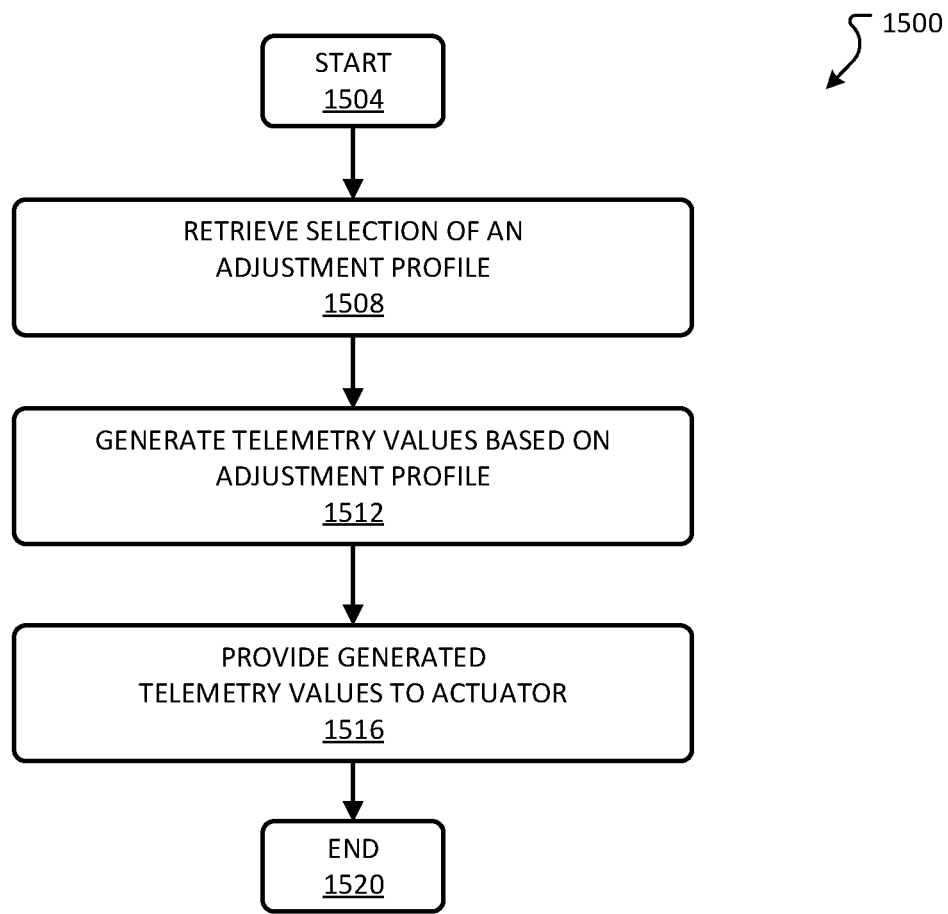 1500
START
1504
RETRIEVE SELECTION OF AN
ADJUSTMENT PROFILE
1508
GENERATE TELEMETRY VALUES BASED ON
ADJUSTMENT PROFILE
1512
PROVIDE GENERATED
TELEMETRY VALUES TO ACTUATOR
1516
END
1520